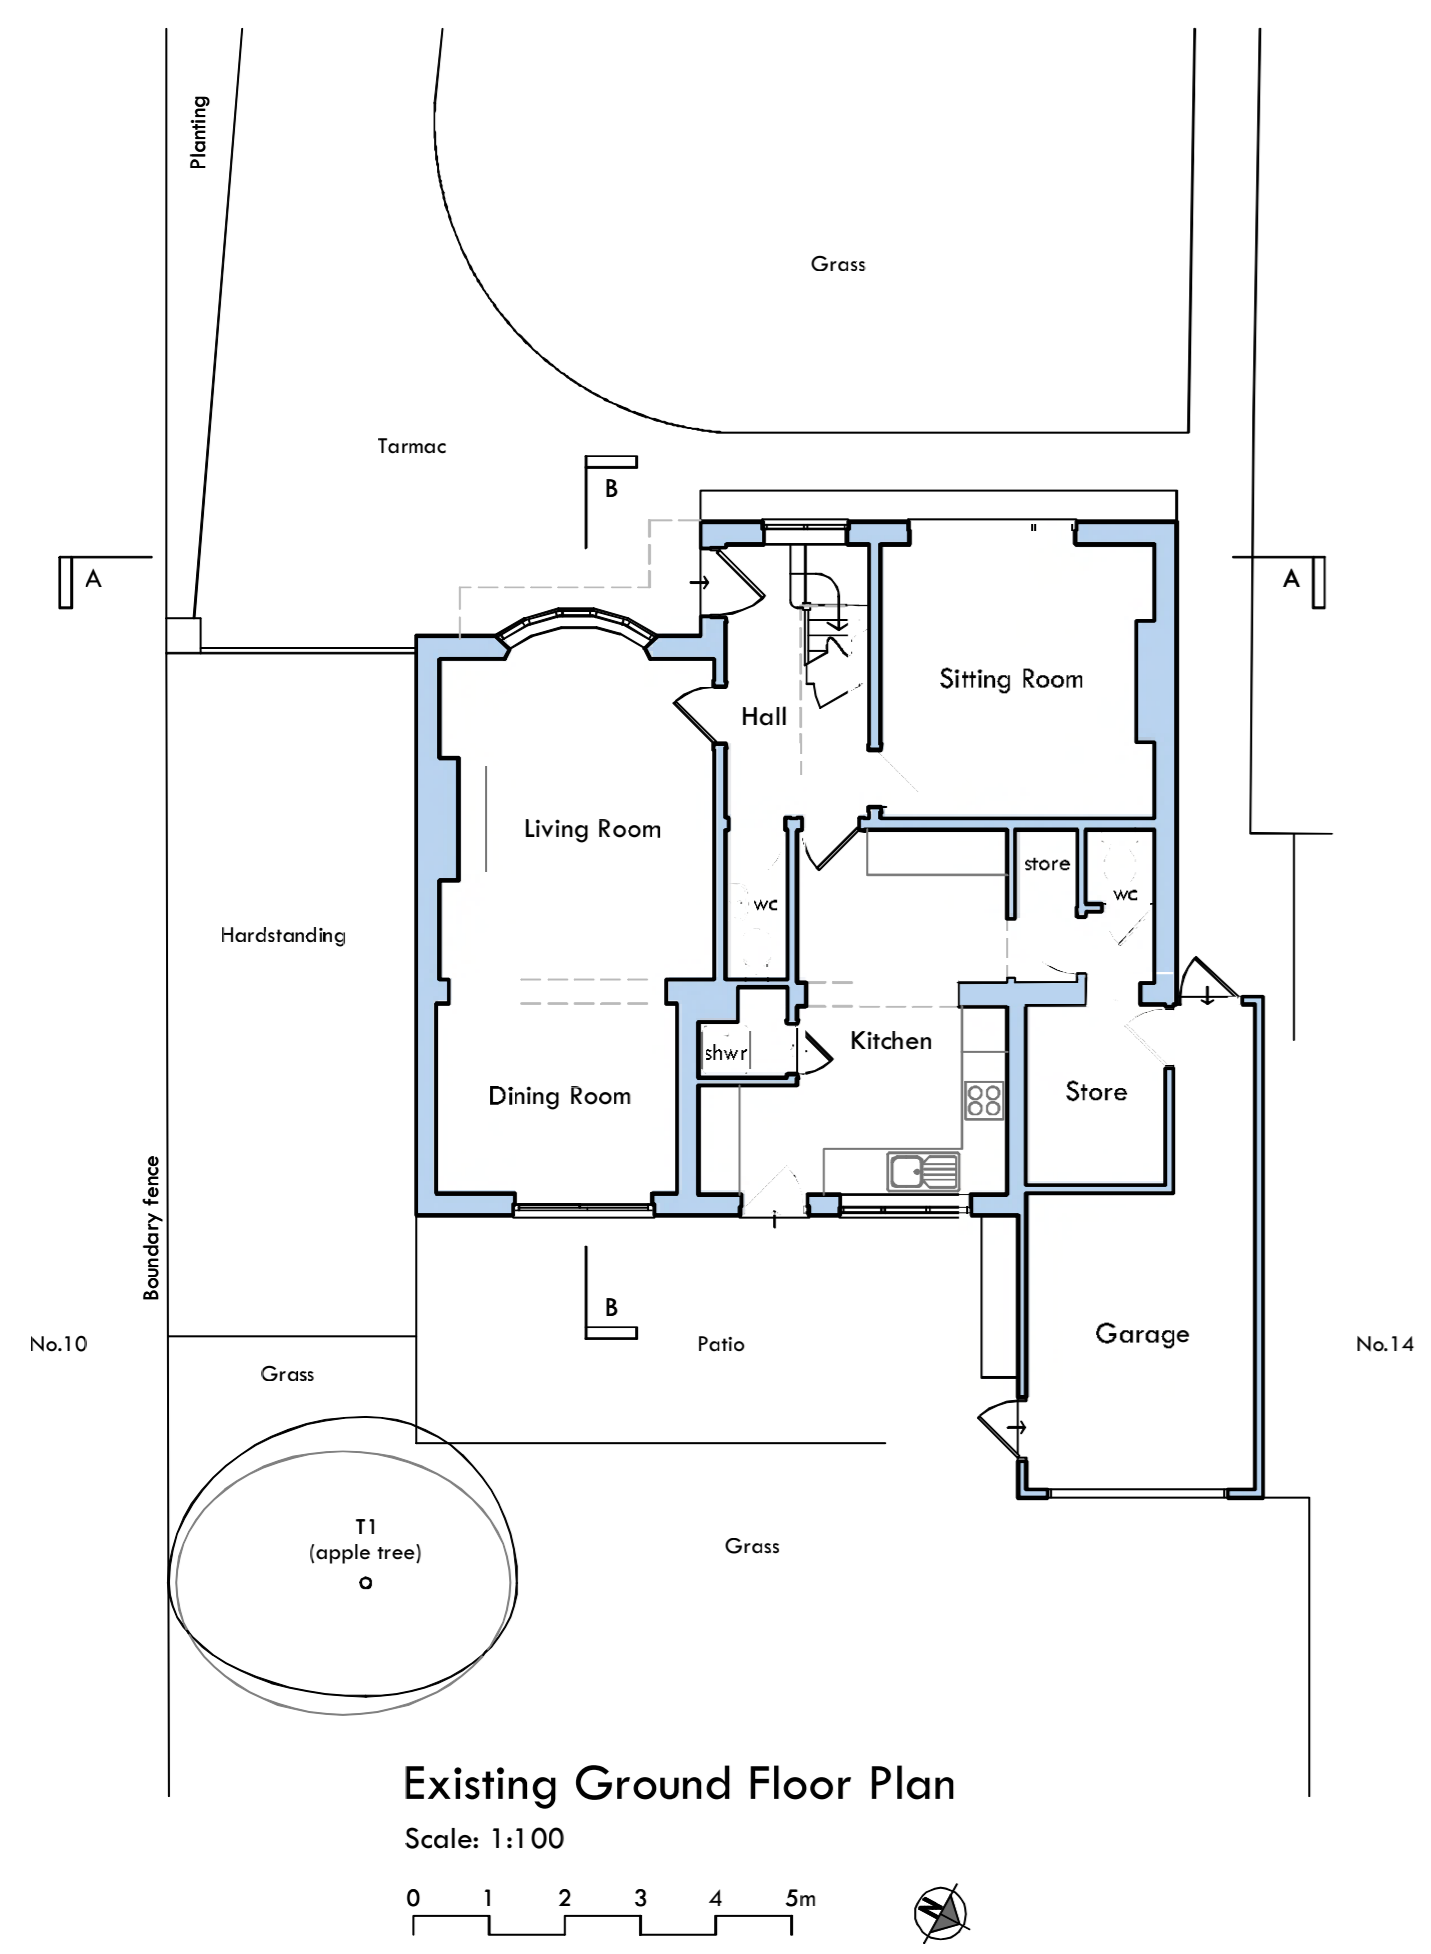 Planting
Grass
Tarmac
B
A
A
Sitting Room
Hall
Living Room
store
wc
wc
Hardstanding
Kitchen
shwr
Store
Dining Room
Boundary fence
B
Garage
No.10
Patio
No.14
Grass
T1
(apple tree)
Grass
Existing Ground Floor Plan
Scale: 1:100
0 1 2 3 4 5m
N